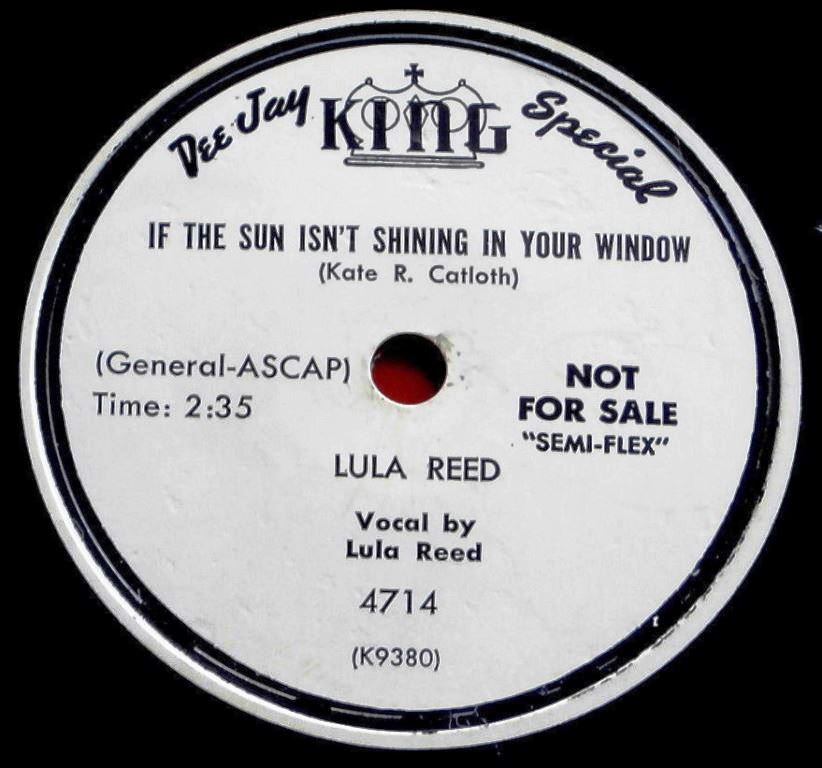 Dee Jay KING Special
IF THE SUN ISN'T SHINING IN YOUR WINDOW
(Kate R. Catloth)
(General-ASCAP)
Time: 2:35
NOT
FOR SALE
"SEMI-FLEX"
LULA REED
Vocal by
Lula Reed
4714
(K9380)